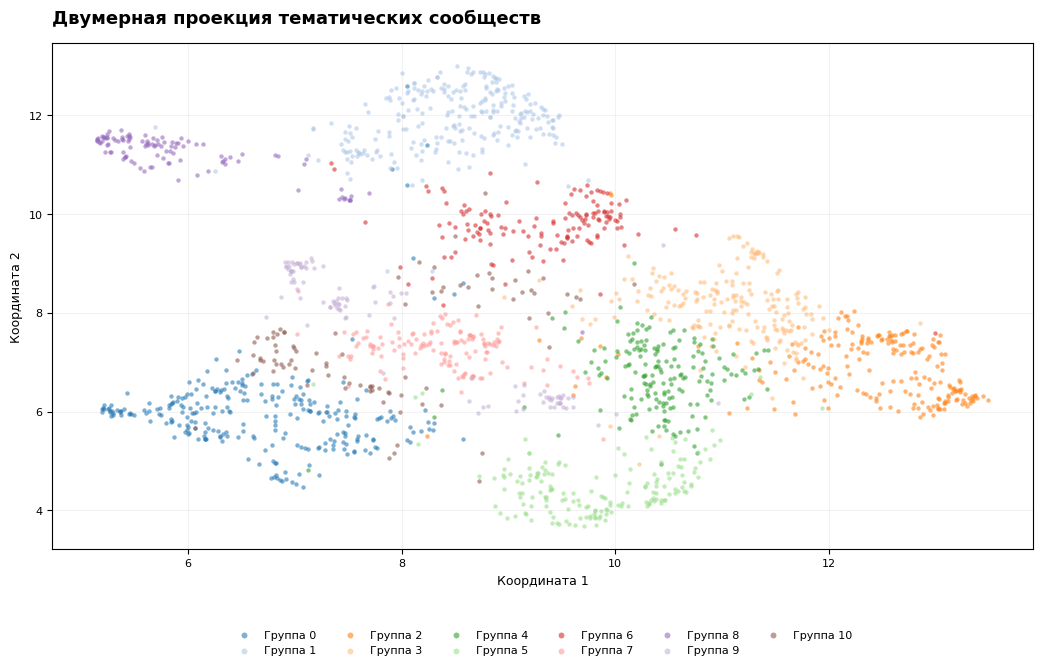 Двумерная проекция тематических сообществ
Координата 2
12
10
8
6
4
6 8 10 12
Координата 1
Группа 0 Группа 2 Группа 4 Группа 6 Группа 8 Группа 10
Группа 1 Группа 3 Группа 5 Группа 7 Группа 9